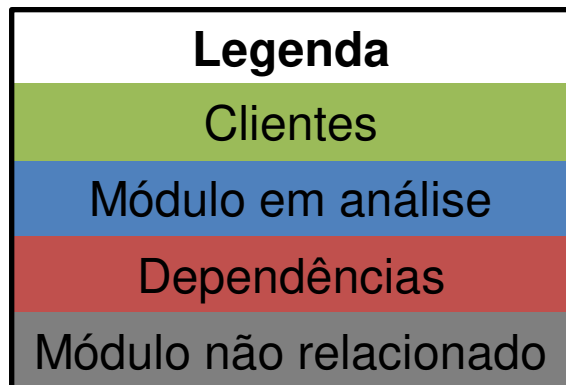 Legenda
Clientes
Módulo em análise
Dependências
Módulo não relacionado